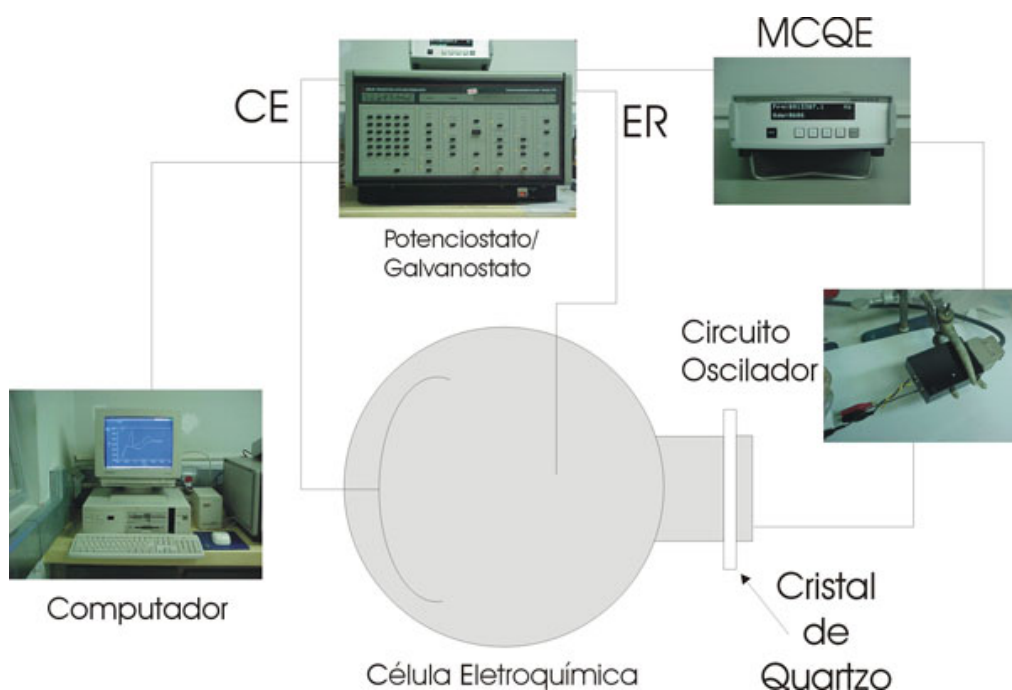 MCQE
CE
ER
Potenciostato/
Galvanostato
Circuito
Oscilador
Computador
Cristal
de
Quartzo
Célula Eletroquímica